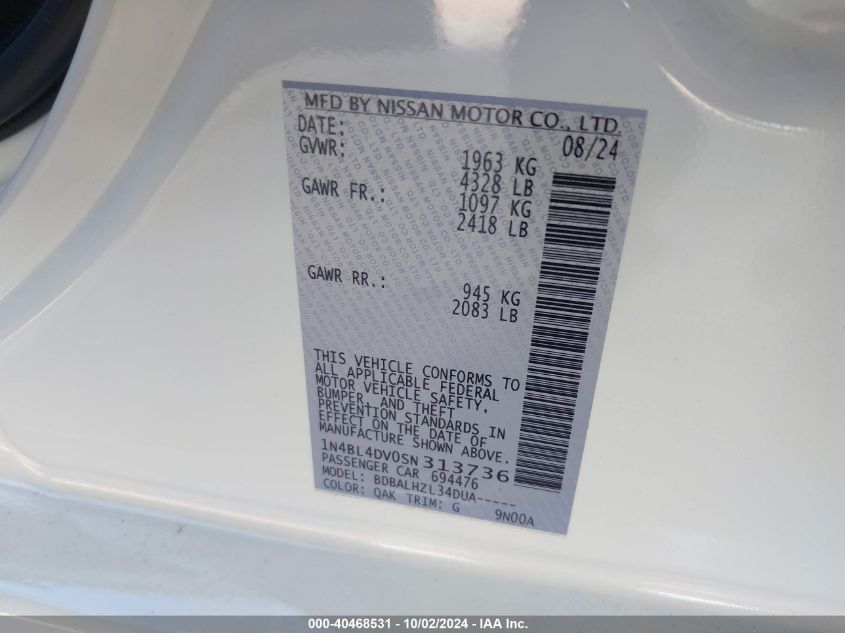 MFD BY NISSAN MOTOR CO., LTD.
DATE: 08/24
GVWR: 1963 KG
4328 LB
GAWR FR.: 1097 KG
2418 LB
GAWR RR.: 945 KG
2083 LB
THIS VEHICLE CONFORMS TO
ALL APPLICABLE FEDERAL
MOTOR VEHICLE SAFETY,
BUMPER, AND THEFT
PREVENTION STANDARDS IN
EFFECT ON THE DATE OF
MANUFACTURE SHOWN ABOVE.
1N4BL4DV0SN313736
PASSENGER CAR 694476
MODEL: BDBALHZL34DUA-----
COLOR: QAK TRIM: G 9N00A
000-40468531 - 10/02/2024 - IAA Inc.